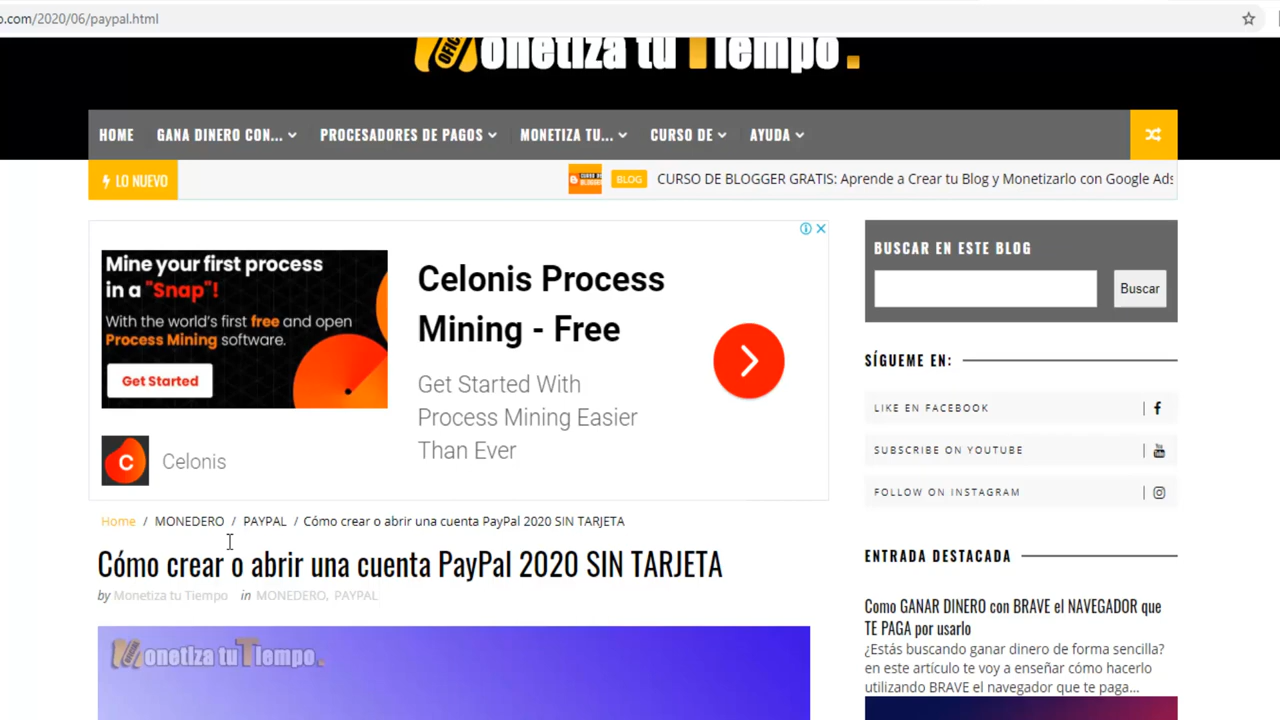 o.com/2020/06/paypal.html
OFIC
Monetiza tu Tiempo.
HOME GANA DINERO CON... PROCESADORES DE PAGOS MONETIZA TU... CURSO DE AYUDA
LO NUEVO
BLOG CURSO DE BLOGGER GRATIS: Aprende a Crear tu Blog y Monetizarlo con Google Ads
Mine your first process
in a "Snap"!
With the world's first free and open
Process Mining software.
Get Started
Celonis Process
Mining - Free
Get Started With
Process Mining Easier
Than Ever
C Celonis
Home / MONEDERO / PAYPAL / Cómo crear o abrir una cuenta PayPal 2020 SIN TARJETA
Cómo crear o abrir una cuenta PayPal 2020 SIN TARJETA
by Monetiza tu Tiempo in MONEDERO, PAYPAL
Monetiza tu Tiempo.
BUSCAR EN ESTE BLOG
Buscar
SÍGUEME EN:
LIKE EN FACEBOOK
SUBSCRIBE ON YOUTUBE
FOLLOW ON INSTAGRAM
ENTRADA DESTACADA
Como GANAR DINERO con BRAVE el NAVEGADOR que
TE PAGA por usarlo
¿Estás buscando ganar dinero de forma sencilla?
en este artículo te voy a enseñar cómo hacerlo
utilizando BRAVE el navegador que te paga...